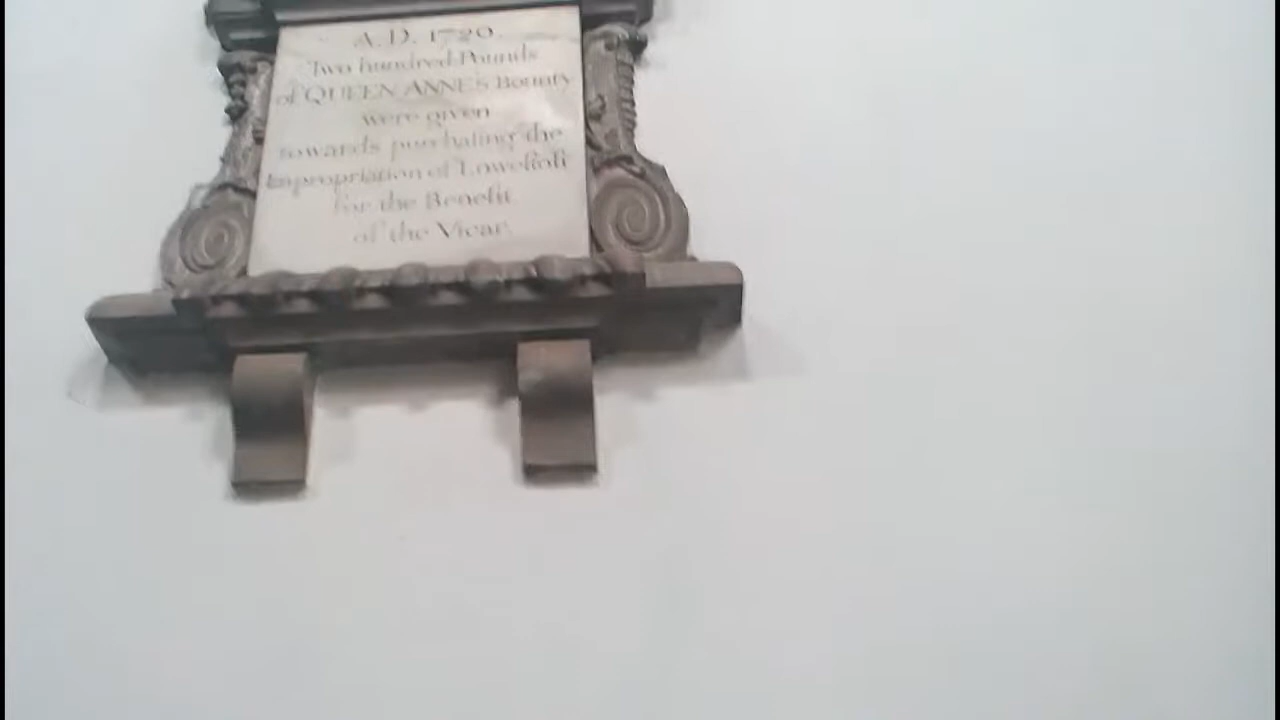 A.D. 1720.
Two hundred Pounds
of QUEEN ANNE's Bounty
were given
towards purchaſing the
Impropriation of Loweſtoft
for the Benefit
of the Vicar